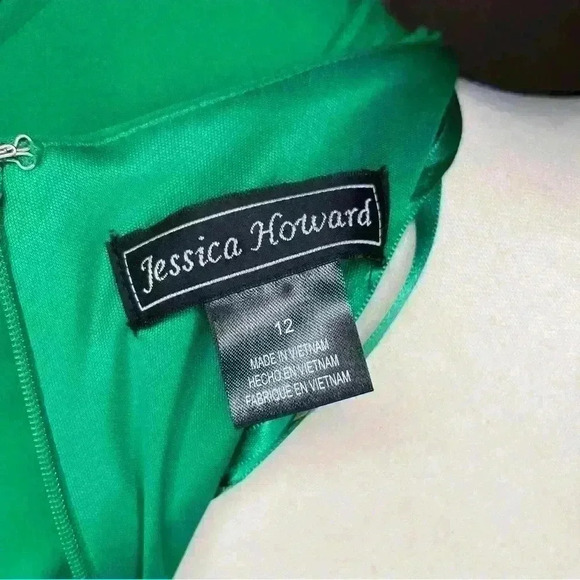 Jessica Howard
12
MADE IN VIETNAM
HECHO EN VIETNAM
FABRIQUE EN VIETNAM